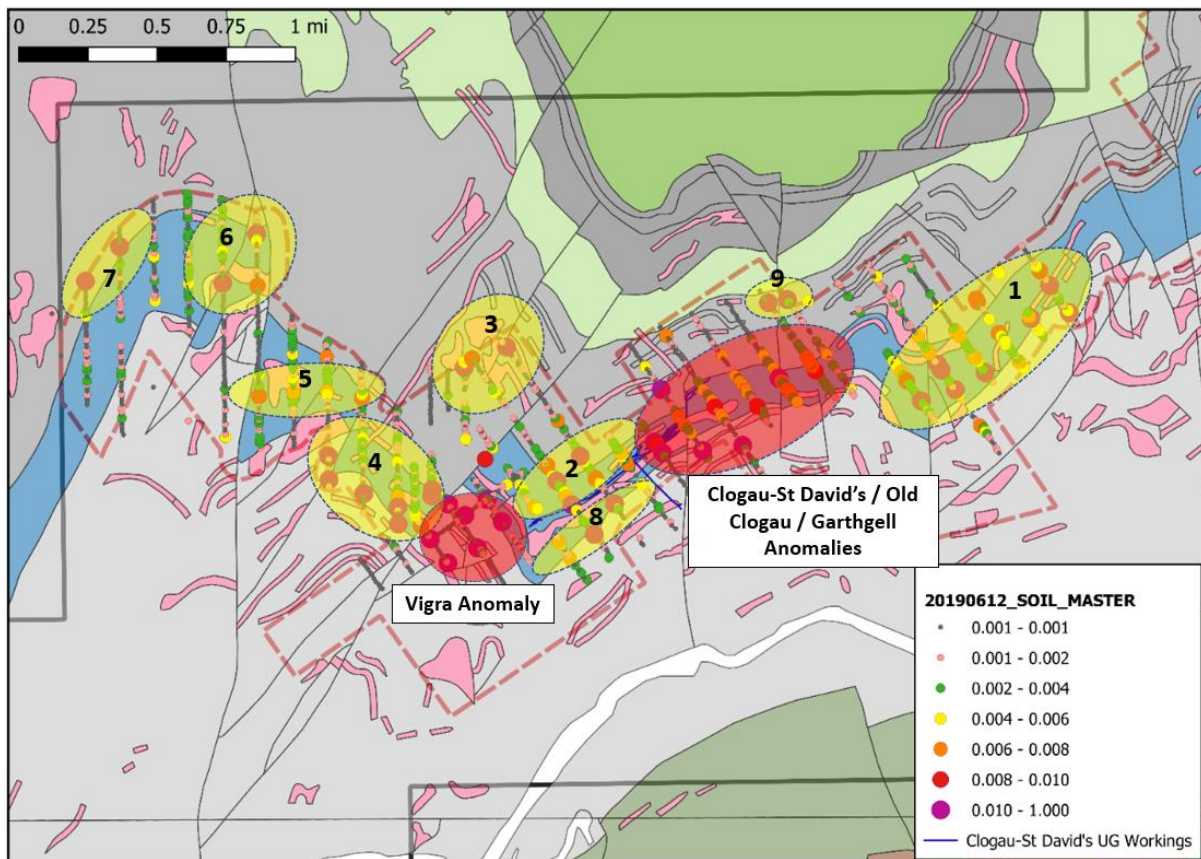 0 0.25 0.5 0.75 1 mi
7
6
9
1
3
5
4
2
8
Clogau-St David's / Old
Clogau / Garthgell
Anomalies
Vigra Anomaly
20190612_SOIL_MASTER
0.001 - 0.001
0.001 - 0.002
0.002 - 0.004
0.004 - 0.006
0.006 - 0.008
0.008 - 0.010
0.010 - 1.000
Clogau-St David's UG Workings